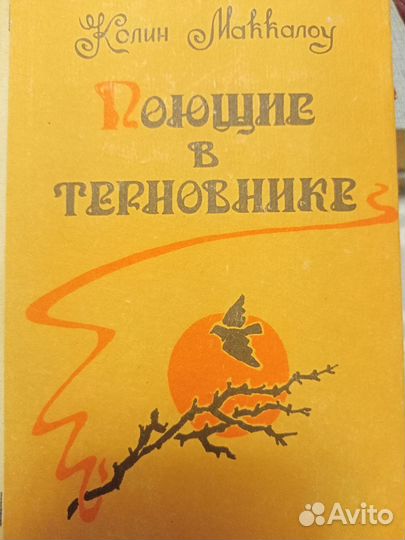 Колин Маккалоу
Поющие
в
терновнике
Avito